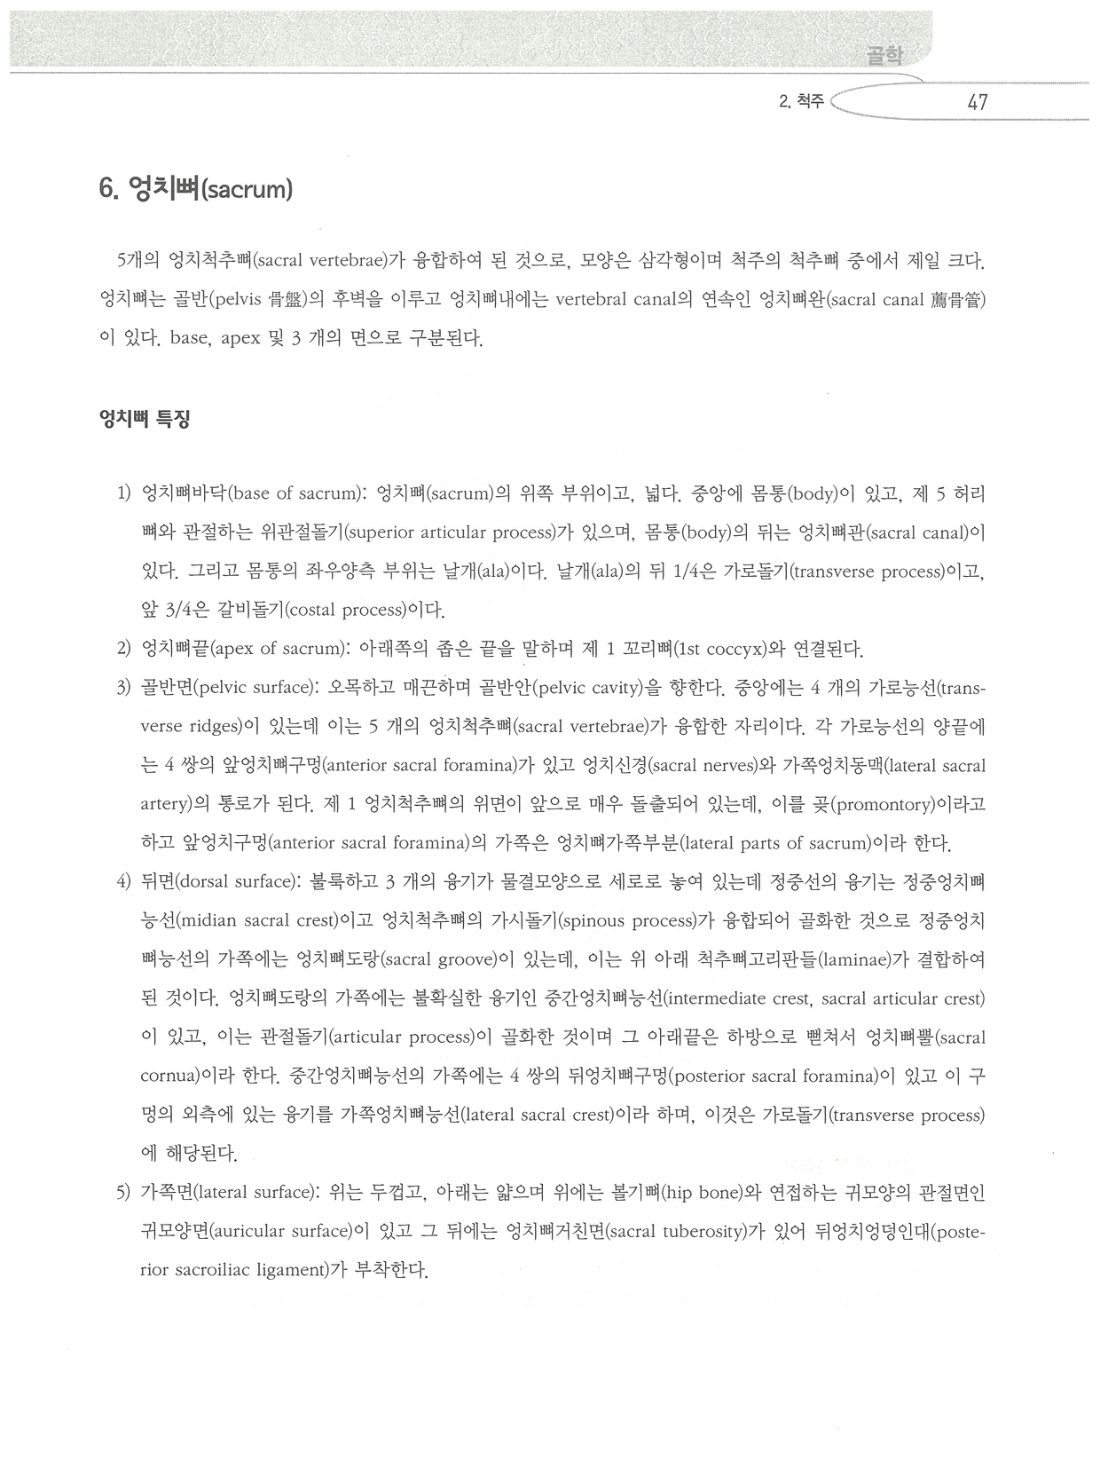 골학
2. 척주
47
6. 엉치뼈(sacrum)
5개의 엉치척추뼈(sacral vertebrae)가 융합하여 된 것으로, 모양은 삼각형이며 척주의 척추뼈 중에서 제일 크다.
엉치뼈는 골반(pelvis 骨盤)의 후벽을 이루고 엉치뼈내에는 vertebral canal의 연속인 엉치뼈완(sacral canal 薦骨管)
이 있다. base, apex 및 3 개의 면으로 구분된다.
엉치뼈 특징
1) 엉치뼈바닥(base of sacrum): 엉치뼈(sacrum)의 위쪽 부위이고, 넓다. 중앙에 몸통(body)이 있고, 제 5 허리
뼈와 관절하는 위관절돌기(superior articular process)가 있으며, 몸통(body)의 뒤는 엉치뼈관(sacral canal)이
있다. 그리고 몸통의 좌우양측 부위는 날개(ala)이다. 날개(ala)의 뒤 1/4은 가로돌기(transverse process)이고,
앞 3/4은 갈비돌기(costal process)이다.
2) 엉치뼈끝(apex of sacrum): 아래쪽의 좁은 끝을 말하며 제 1 꼬리뼈(1st coccyx)와 연결된다.
3) 골반면(pelvic surface): 오목하고 매끈하며 골반안(pelvic cavity)을 향한다. 중앙에는 4 개의 가로능선(trans-
verse ridges)이 있는데 이는 5 개의 엉치척추뼈(sacral vertebrae)가 융합한 자리이다. 각 가로능선의 양끝에
는 4 쌍의 앞엉치뼈구멍(anterior sacral foramina)가 있고 엉치신경(sacral nerves)와 가쪽엉치동맥(lateral sacral
artery)의 통로가 된다. 제 1 엉치척추뼈의 위면이 앞으로 매우 돌출되어 있는데, 이를 곶(promontory)이라고
하고 앞엉치구멍(anterior sacral foramina)의 가쪽은 엉치뼈가쪽부분(lateral parts of sacrum)이라 한다.
4) 뒤면(dorsal surface): 불룩하고 3 개의 융기가 물결모양으로 세로로 놓여 있는데 정중선의 융기는 정중엉치뼈
능선(midian sacral crest)이고 엉치척추뼈의 가시돌기(spinous process)가 융합되어 골화한 것으로 정중엉치
뼈능선의 가쪽에는 엉치뼈도랑(sacral groove)이 있는데, 이는 위 아래 척추뼈고리판들(laminae)가 결합하여
된 것이다. 엉치뼈도랑의 가쪽에는 불확실한 융기인 중간엉치뼈능선(intermediate crest, sacral articular crest)
이 있고, 이는 관절돌기(articular process)이 골화한 것이며 그 아래끝은 하방으로 뻗쳐서 엉치뼈뿔(sacral
cornua)이라 한다. 중간엉치뼈능선의 가쪽에는 4 쌍의 뒤엉치뼈구멍(posterior sacral foramina)이 있고 이 구
멍의 외측에 있는 융기를 가쪽엉치뼈능선(lateral sacral crest)이라 하며, 이것은 가로돌기(transverse process)
에 해당된다.
5) 가쪽면(lateral surface): 위는 두껍고, 아래는 얇으며 위에는 볼기뼈(hip bone)와 연접하는 귀모양의 관절면인
귀모양면(auricular surface)이 있고 그 뒤에는 엉치뼈거친면(sacral tuberosity)가 있어 뒤엉치엉덩인대(poste-
rior sacroiliac ligament)가 부착한다.